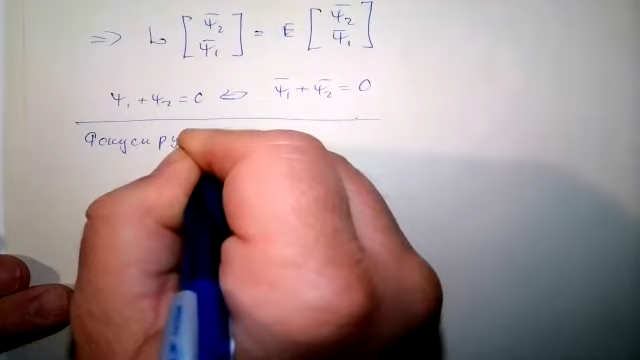 ⇒ L [ ψ̄₂ ψ̄₁ ] = E [ ψ̄₂ ψ̄₁ ]
ψ₁ + ψ₂ = 0 ⇔ ψ̄₁ + ψ̄₂ = 0
Фокусиру